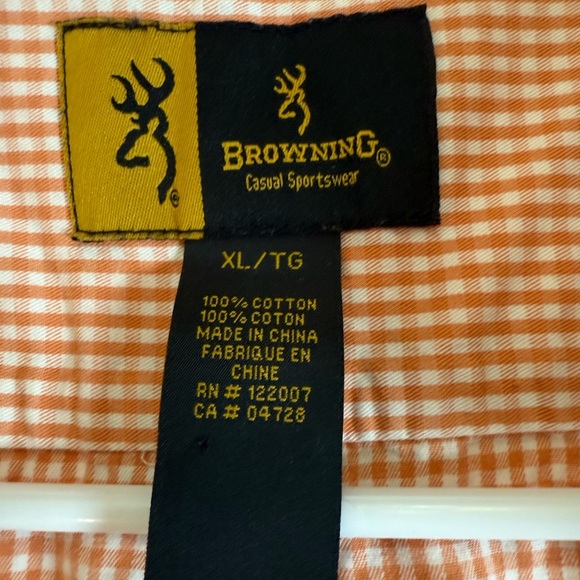 BROWNING®
Casual Sportswear
®
XL/TG
100% COTTON
100% COTON
MADE IN CHINA
FABRIQUE EN
CHINE
RN # 122007
CA # 04728